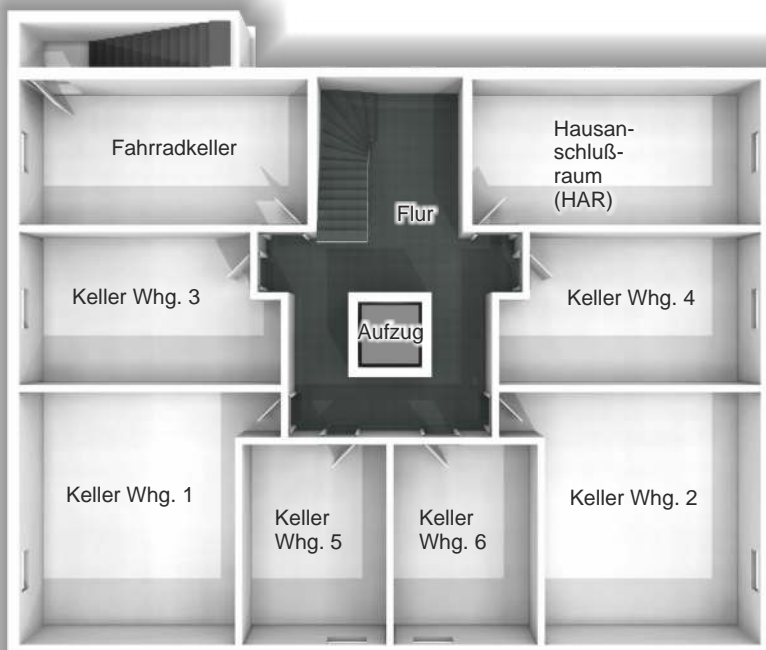 Fahrradkeller
Hausan-
schluß-
raum
(HAR)
Flur
Keller Whg. 3
Keller Whg. 4
Aufzug
Keller Whg. 1
Keller Whg. 2
Keller
Whg. 5
Keller
Whg. 6